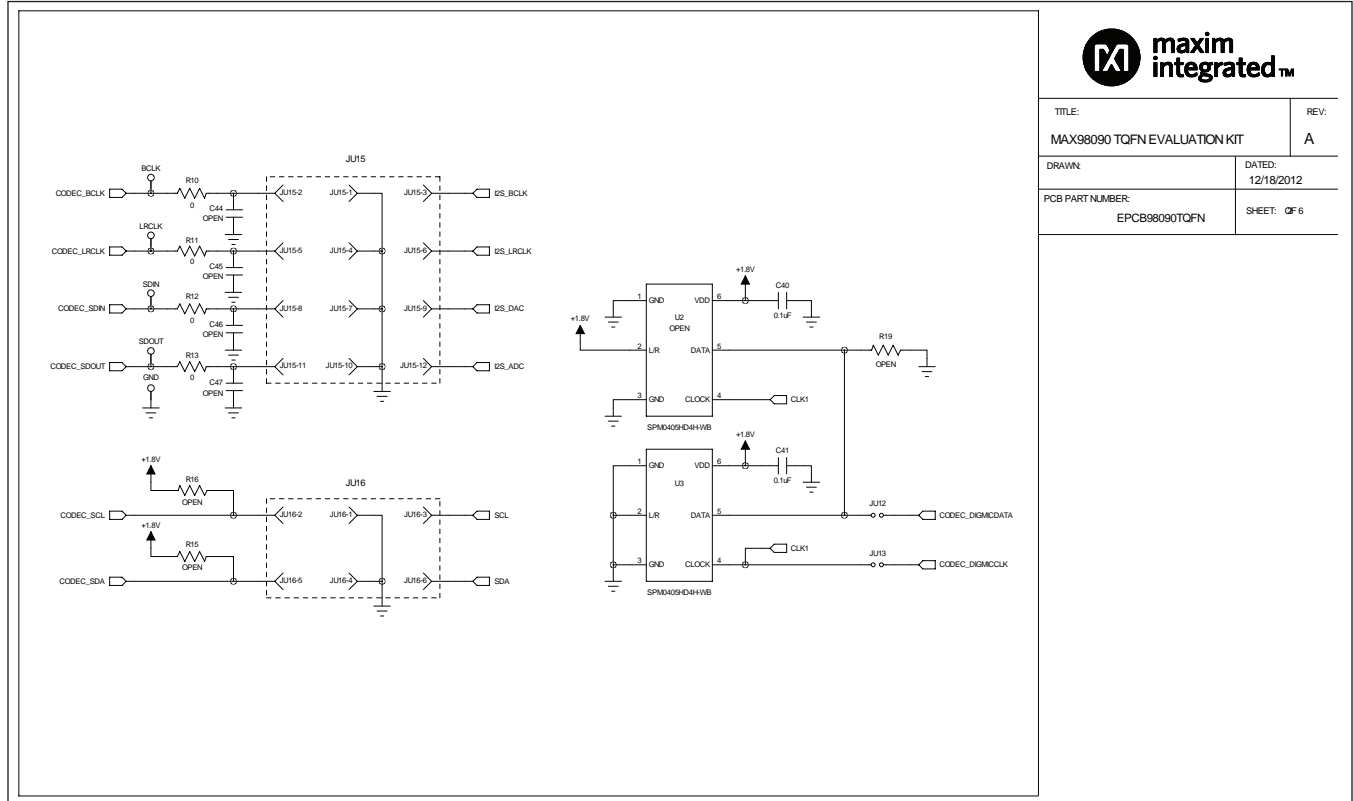 maxim
integrated™
TITLE:
REV:
MAX98090 TQFN EVALUATION KIT
A
DRAWN:
DATED:
12/18/2012
PCB PART NUMBER:
EPCB98090TQFN
SHEET: OF 6
JU15
BCLK
R10
CODEC_BCLK
0
C44
OPEN
JU15-2
JU15-1
JU15-3
I2S_BCLK
LRCLK
R11
CODEC_LRCLK
0
C45
OPEN
JU15-5
JU15-4
JU15-6
I2S_LRCLK
SDIN
R12
CODEC_SDIN
0
C46
OPEN
JU15-8
JU15-7
JU15-9
I2S_DAC
SDOUT
R13
CODEC_SDOUT
0
GND
C47
OPEN
JU15-11
JU15-10
JU15-12
I2S_ADC
+1.8V
R16
OPEN
JU16
CODEC_SCL
JU16-2
JU16-1
JU16-3
SCL
+1.8V
R15
OPEN
CODEC_SDA
JU16-5
JU16-4
JU16-6
SDA
+1.8V
C40
0.1uF
1
GND
VDD
6
U2
OPEN
+1.8V
2
L/R
DATA
5
R19
OPEN
3
GND
CLOCK
4
CLK1
SPM0405HD4H-WB
+1.8V
C41
0.1uF
1
GND
VDD
6
U3
2
L/R
DATA
5
JU12
CODEC_DIGMICDATA
CLK1
3
GND
CLOCK
4
JU13
CODEC_DIGMICCLK
SPM0405HD4H-WB